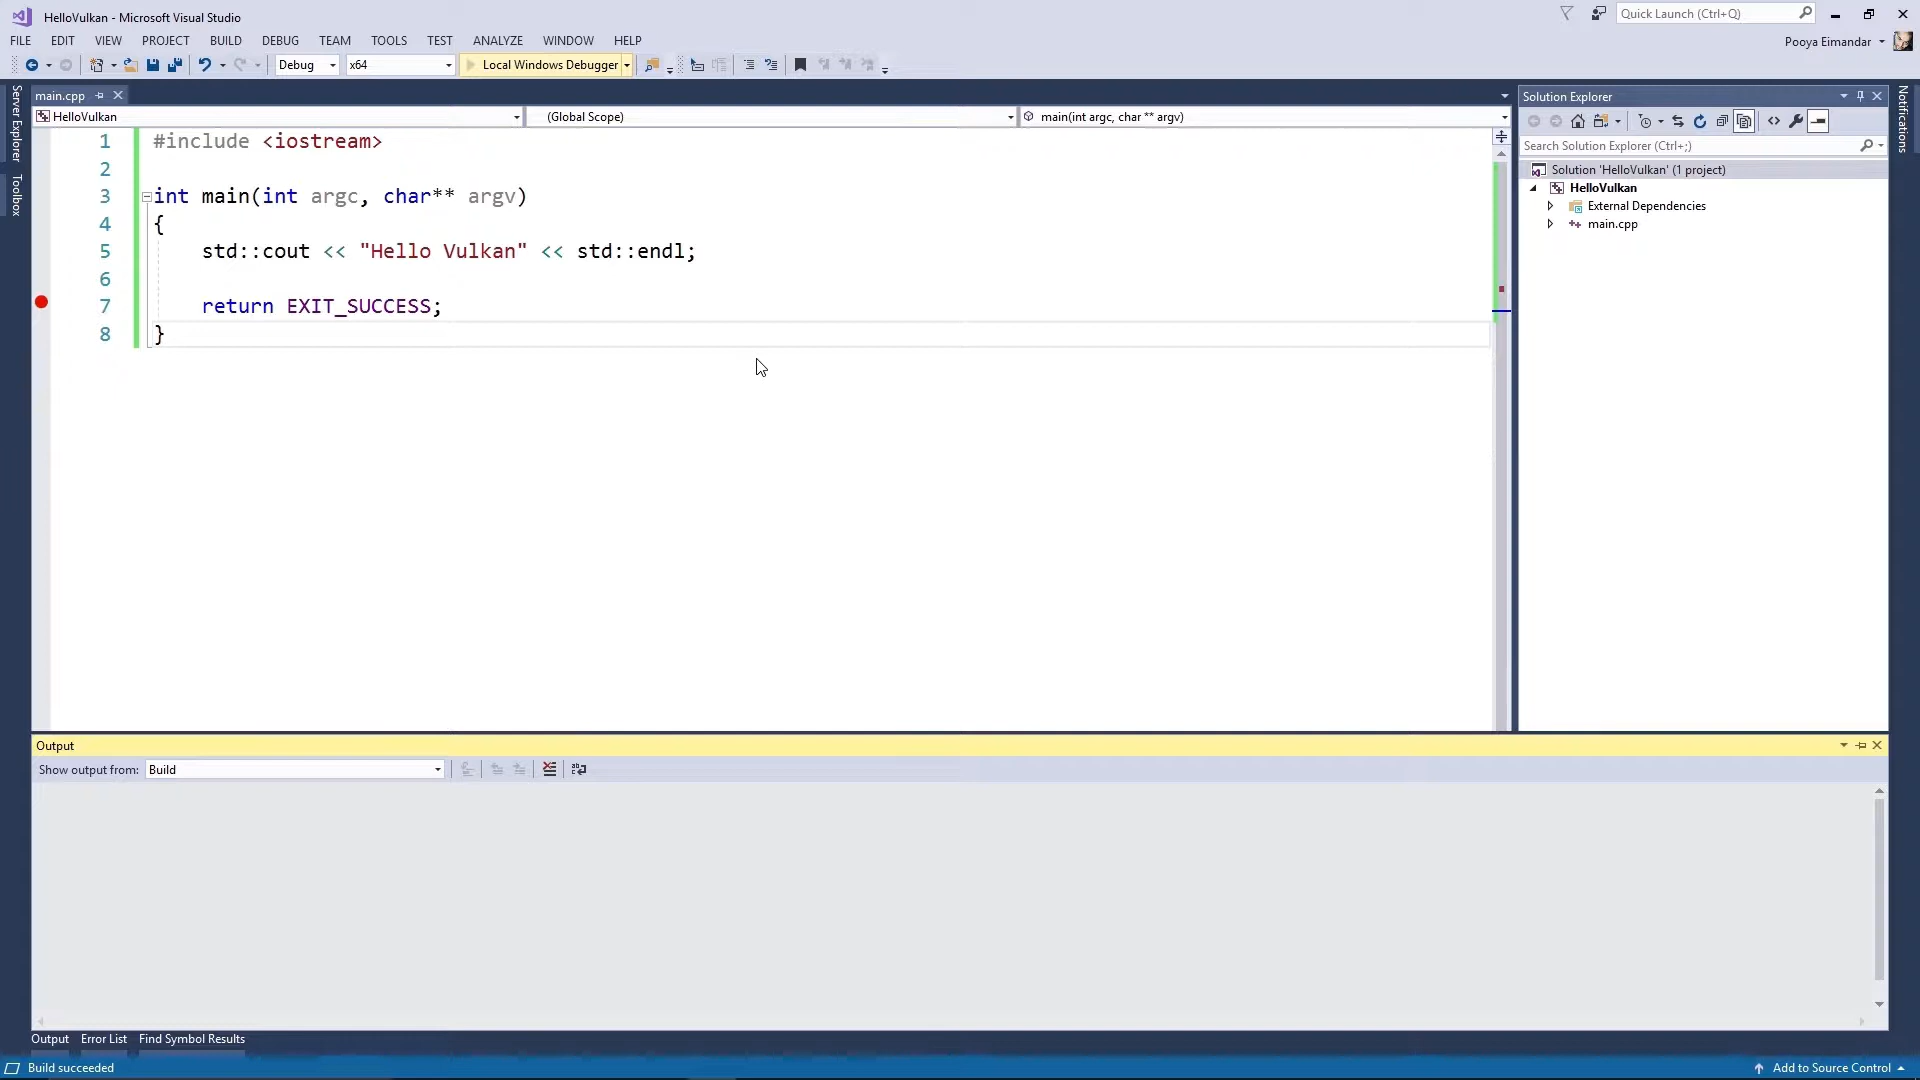 HelloVulkan - Microsoft Visual Studio
Quick Launch (Ctrl+Q)
FILE EDIT VIEW PROJECT BUILD DEBUG TEAM TOOLS TEST ANALYZE WINDOW HELP
Pooya Eimandar
Debug x64 Local Windows Debugger
Server Explorer
Toolbox
main.cpp
HelloVulkan (Global Scope) main(int argc, char ** argv)
1 #include <iostream>
2
3 int main(int argc, char** argv)
4 {
5 std::cout << "Hello Vulkan" << std::endl;
6
7 return EXIT_SUCCESS;
8 }
Solution Explorer
Search Solution Explorer (Ctrl+;)
Solution 'HelloVulkan' (1 project)
HelloVulkan
External Dependencies
main.cpp
Notifications
Output
Show output from: Build
Output Error List Find Symbol Results
Build succeeded
Add to Source Control